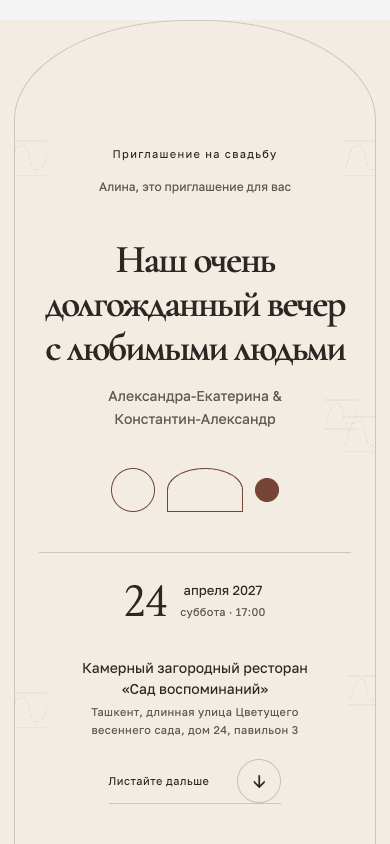 Приглашение на свадьбу
Алина, это приглашение для вас
Наш очень
долгожданный вечер
с любимыми людьми
Александра-Екатерина &
Константин-Александр
24
апреля 2027
суббота · 17:00
Камерный загородный ресторан
«Сад воспоминаний»
Ташкент, длинная улица Цветущего
весеннего сада, дом 24, павильон 3
Листайте дальше